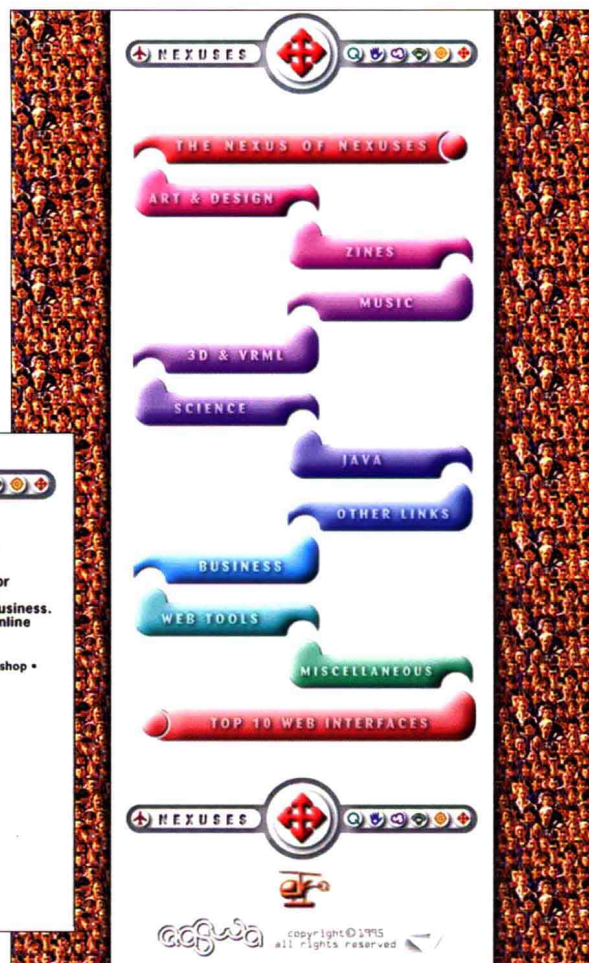 NEXUSES
THE NEXUS OF NEXUSES
ART & DESIGN
ZINES
MUSIC
3D & VRML
SCIENCE
JAVA
OTHER LINKS
BUSINESS
WEB TOOLS
MISCELLANEOUS
TOP 10 WEB INTERFACES
or
usiness.
nline
shop •
NEXUSES
copyright©1995
all rights reserved